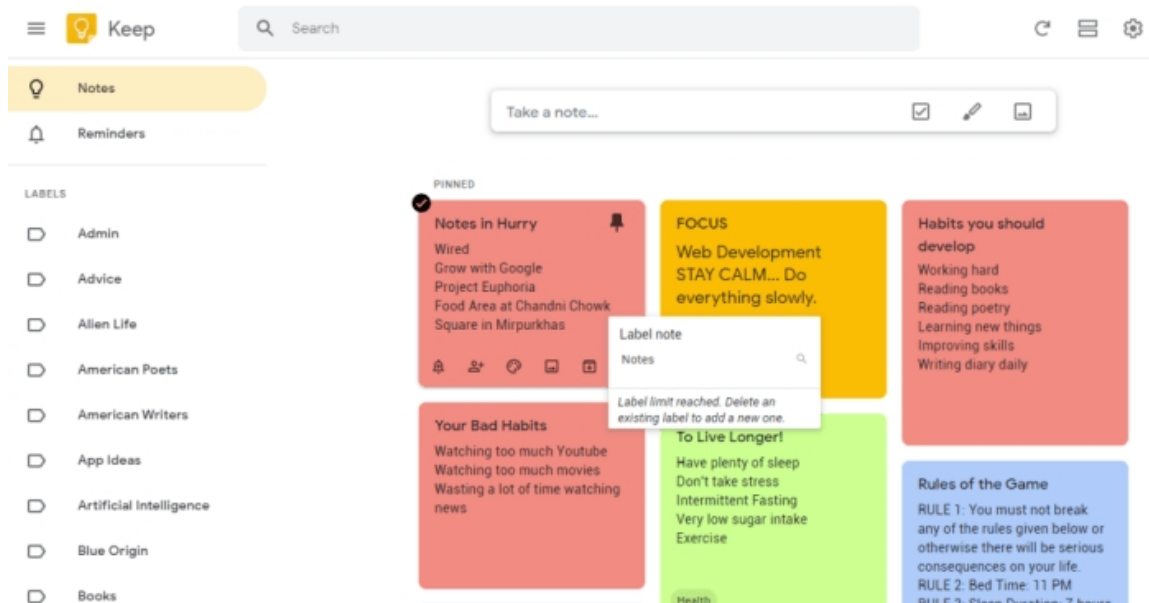 Keep
Search
Notes
Reminders
LABELS
Admin
Advice
Alien Life
American Poets
American Writers
App Ideas
Artificial Intelligence
Blue Origin
Books
Take a note...
PINNED
Notes in Hurry
Wired
Grow with Google
Project Euphoria
Food Area at Chandni Chowk
Square in Mirpurkhas
Your Bad Habits
Watching too much Youtube
Watching too much movies
Wasting a lot of time watching
news
FOCUS
Web Development
STAY CALM... Do
everything slowly.
Label note
Notes
Label limit reached. Delete an
existing label to add a new one.
To Live Longer!
Have plenty of sleep
Don't take stress
Intermittent Fasting
Very low sugar intake
Exercise
Health
Habits you should
develop
Working hard
Reading books
Reading poetry
Learning new things
Improving skills
Writing diary daily
Rules of the Game
RULE 1: You must not break
any of the rules given below or
otherwise there will be serious
consequences on your life.
RULE 2: Bed Time: 11 PM
RULE 3: Sleep Duration: 7 hours